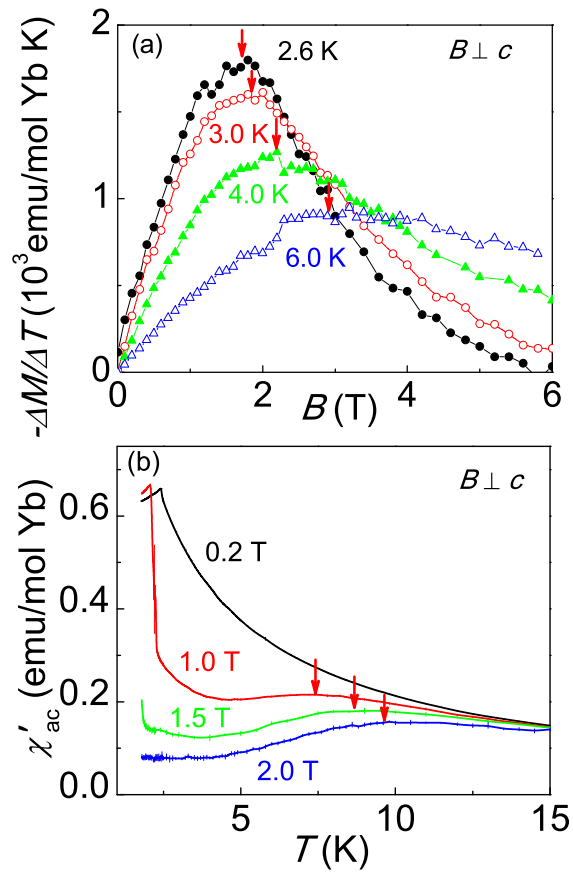 (a)
2.6 K
B ⊥ c
3.0 K
4.0 K
6.0 K
2
1
0
-ΔM/ΔT (10³emu/mol Yb K)
0 2 4 6
B (T)
(b)
B ⊥ c
0.2 T
1.0 T
1.5 T
2.0 T
0.6
0.4
0.2
0.0
χ′ac (emu/mol Yb)
5 10 15
T (K)